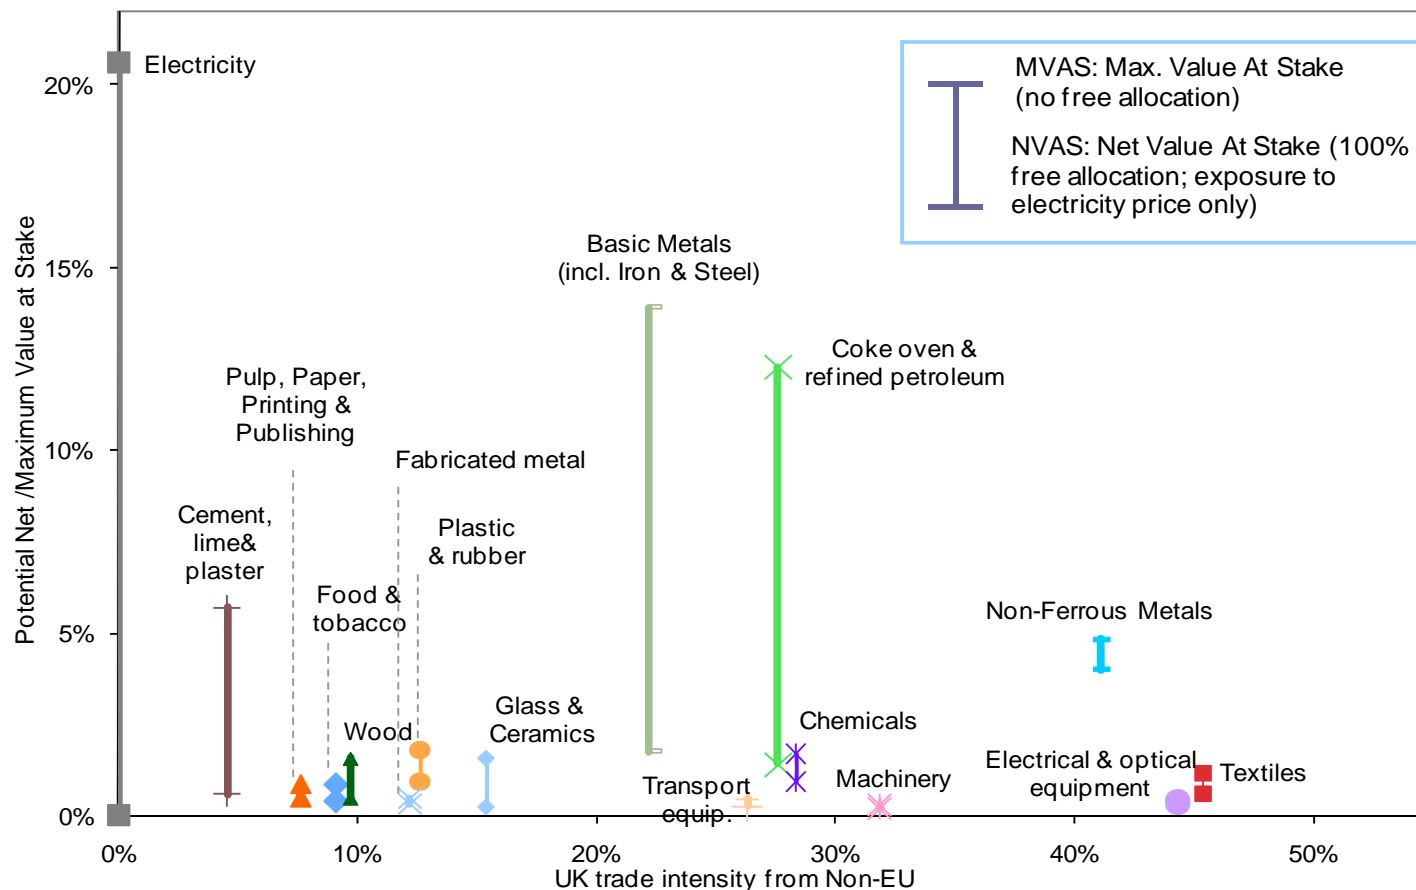 Electricity
MVAS: Max. Value At Stake
(no free allocation)
NVAS: Net Value At Stake (100%
free allocation; exposure to
electricity price only)
Potential Net /Maximum Value at Stake
20%
15%
10%
5%
0%
Basic Metals
(incl. Iron & Steel)
Coke oven &
refined petroleum
Pulp, Paper,
Printing &
Publishing
Fabricated metal
Cement,
lime&
plaster
Plastic
& rubber
Food &
tobacco
Non-Ferrous Metals
Wood
Glass &
Ceramics
Chemicals
Transport
equip.
Machinery
Electrical & optical
equipment
Textiles
0%
10%
20%
30%
40%
50%
UK trade intensity from Non-EU